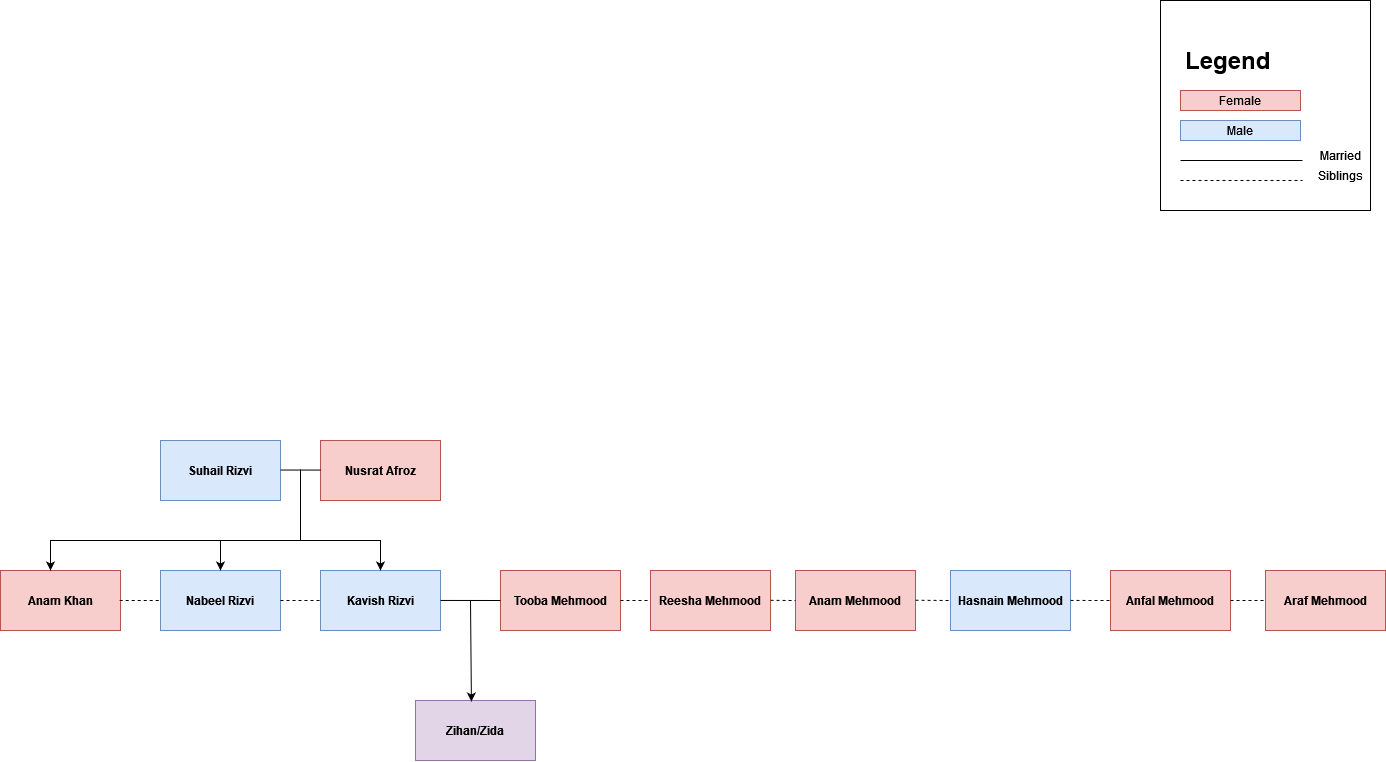 Legend
Female
Male
Married
Siblings
Suhail Rizvi
Nusrat Afroz
Anam Khan
Nabeel Rizvi
Kavish Rizvi
Tooba Mehmood
Reesha Mehmood
Anam Mehmood
Hasnain Mehmood
Anfal Mehmood
Araf Mehmood
Zihan/Zida